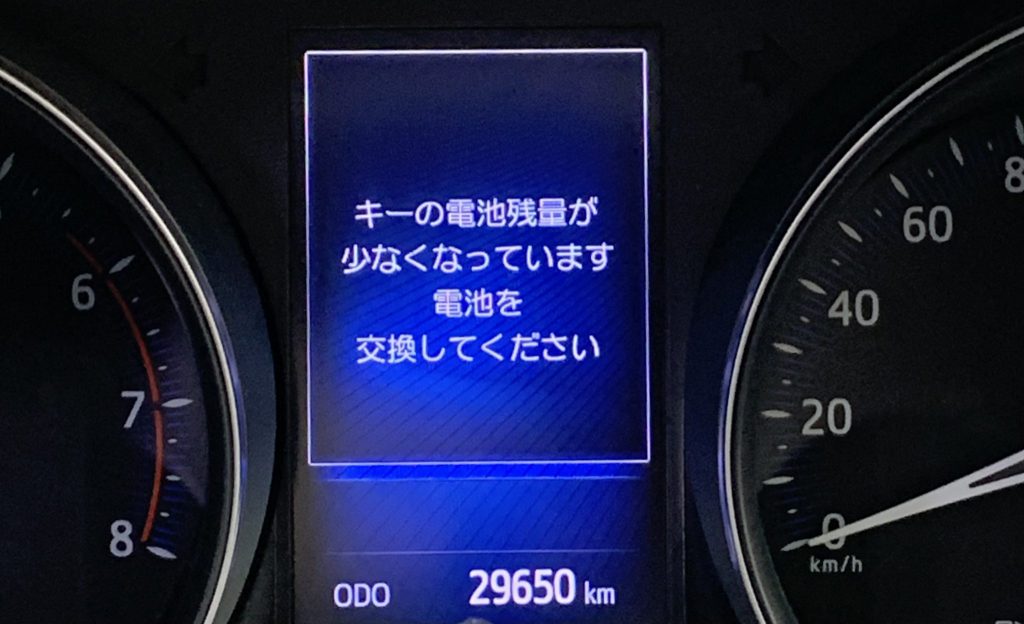 キーの電池残量が
少なくなっています
電池を
交換してください
ODO 29650 km
6
7
8
0
20
40
60
8
km/h